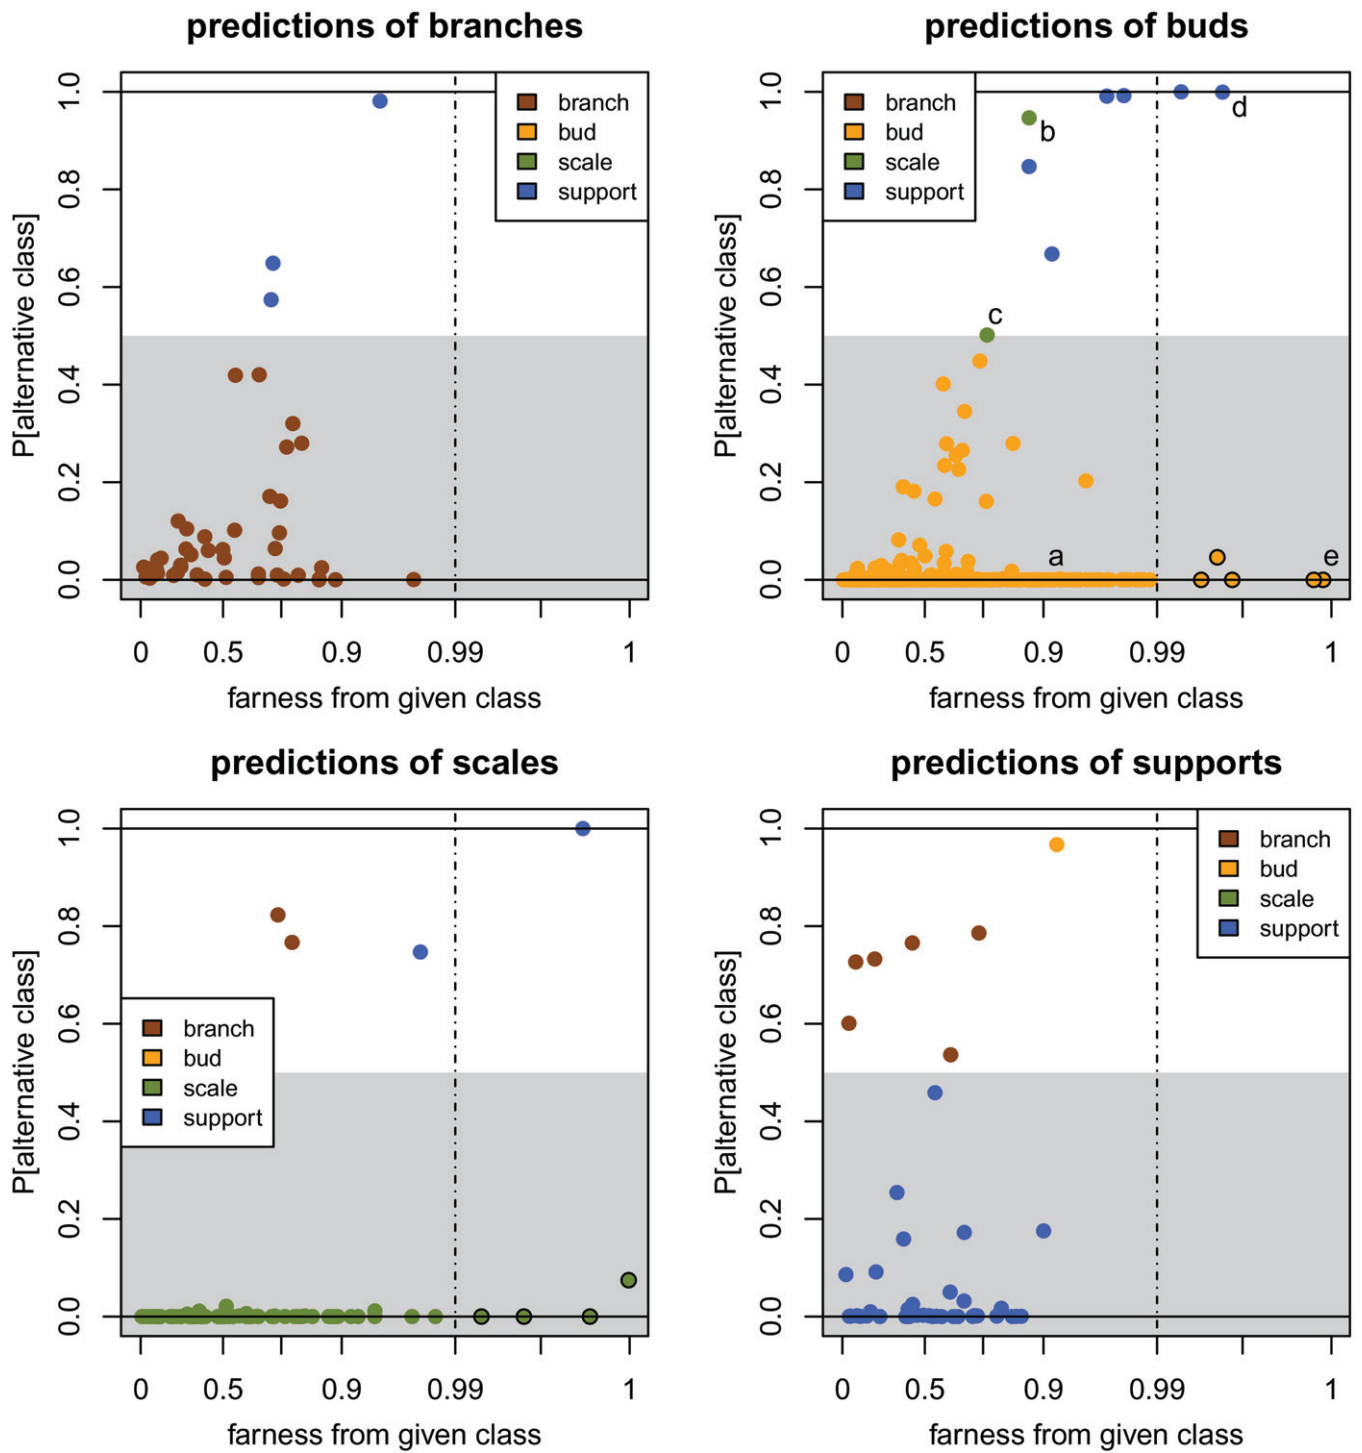 predictions of branches
P[alternative class]
1.0
0.8
0.6
0.4
0.2
0.0
branch
bud
scale
support
0 0.5 0.9 0.99 1
farness from given class
predictions of buds
P[alternative class]
1.0
0.8
0.6
0.4
0.2
0.0
branch
bud
scale
support
d
b
c
a
e
0 0.5 0.9 0.99 1
farness from given class
predictions of scales
P[alternative class]
1.0
0.8
0.6
0.4
0.2
0.0
branch
bud
scale
support
0 0.5 0.9 0.99 1
farness from given class
predictions of supports
P[alternative class]
1.0
0.8
0.6
0.4
0.2
0.0
branch
bud
scale
support
0 0.5 0.9 0.99 1
farness from given class